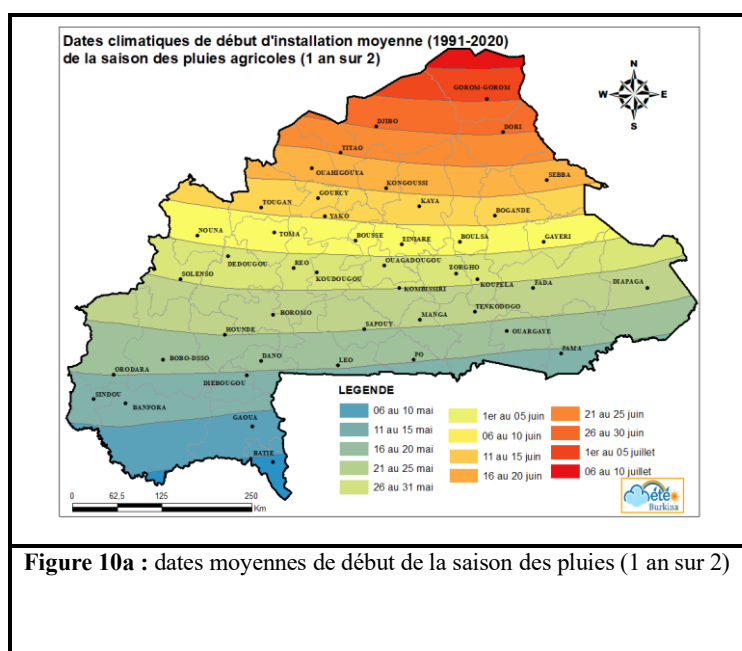 Dates climatiques de début d'installation moyenne (1991-2020)
de la saison des pluies agricoles (1 an sur 2)
N
W E
S
GOROM-GOROM
DJIBO
DORI
TITAO
OUAHIGOUYA
KONGOUSSI
SEBBA
GOURCY
TOUGAN
KAYA
YAKO
BOGANDE
NOUNA
TOMA
BOUSSE
ZINIARE
BOULSA
GAYERI
DEDOUGOU
REO
OUAGADOUGOU
ZORGHO
SOLENSO
KOUDOUGOU
KOUPELA
FADA
DIAPAGA
KOMBISSIRI
BOROMO
MANGA
TENKODOGO
HOUNDE
SAPOUY
OUARGAYE
BOBO-DSSO
DANO
LEO
PO
PAMA
ORODARA
DIEBOUGOU
SINDOU
BANFORA
GAOUA
BATIE
LEGENDE
06 au 10 mai
11 au 15 mai
16 au 20 mai
21 au 25 mai
26 au 31 mai
1er au 05 juin
06 au 10 juin
11 au 15 juin
16 au 20 juin
21 au 25 juin
26 au 30 juin
1er au 05 juillet
06 au 10 juillet
0 62,5 125 250
Km
météo
Burkina
Figure 10a : dates moyennes de début de la saison des pluies (1 an sur 2)